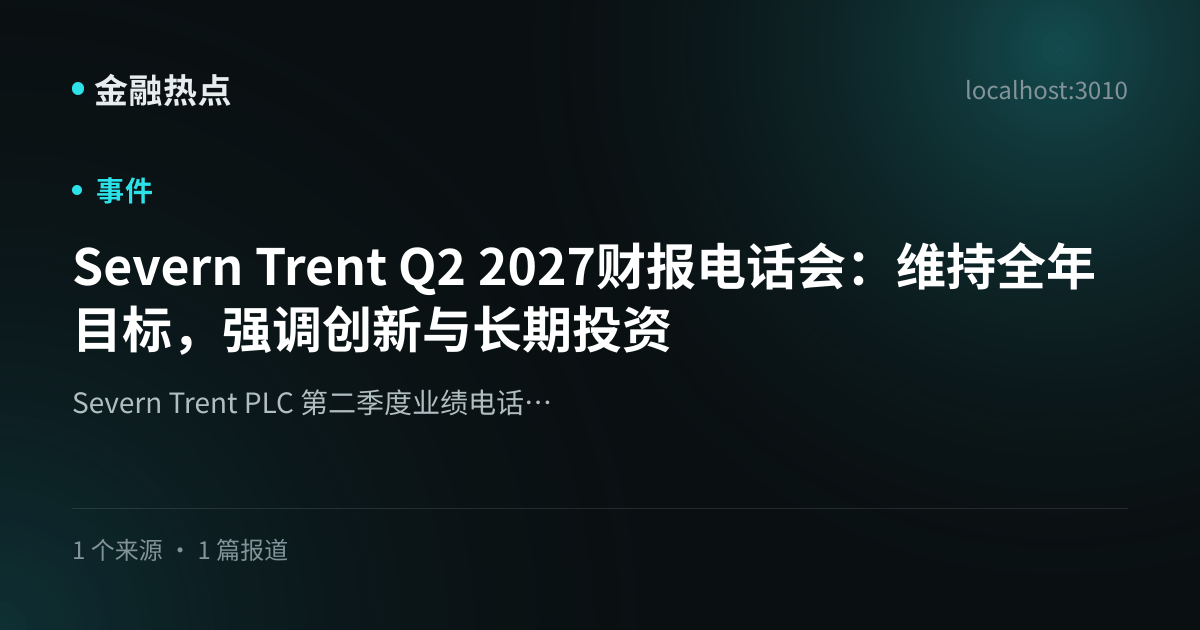 金融热点
localhost:3010
事件
Severn Trent Q2 2027财报电话会：维持全年
目标，强调创新与长期投资
Severn Trent PLC 第二季度业绩电话…
1 个来源 · 1 篇报道